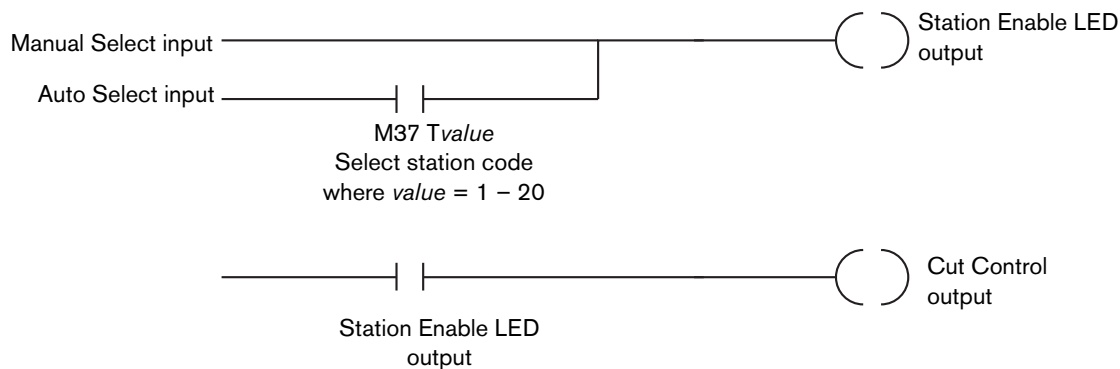 Manual Select input
Station Enable LED
output
Auto Select input
M37 Tvalue
Select station code
where value = 1 – 20
Cut Control
output
Station Enable LED
output